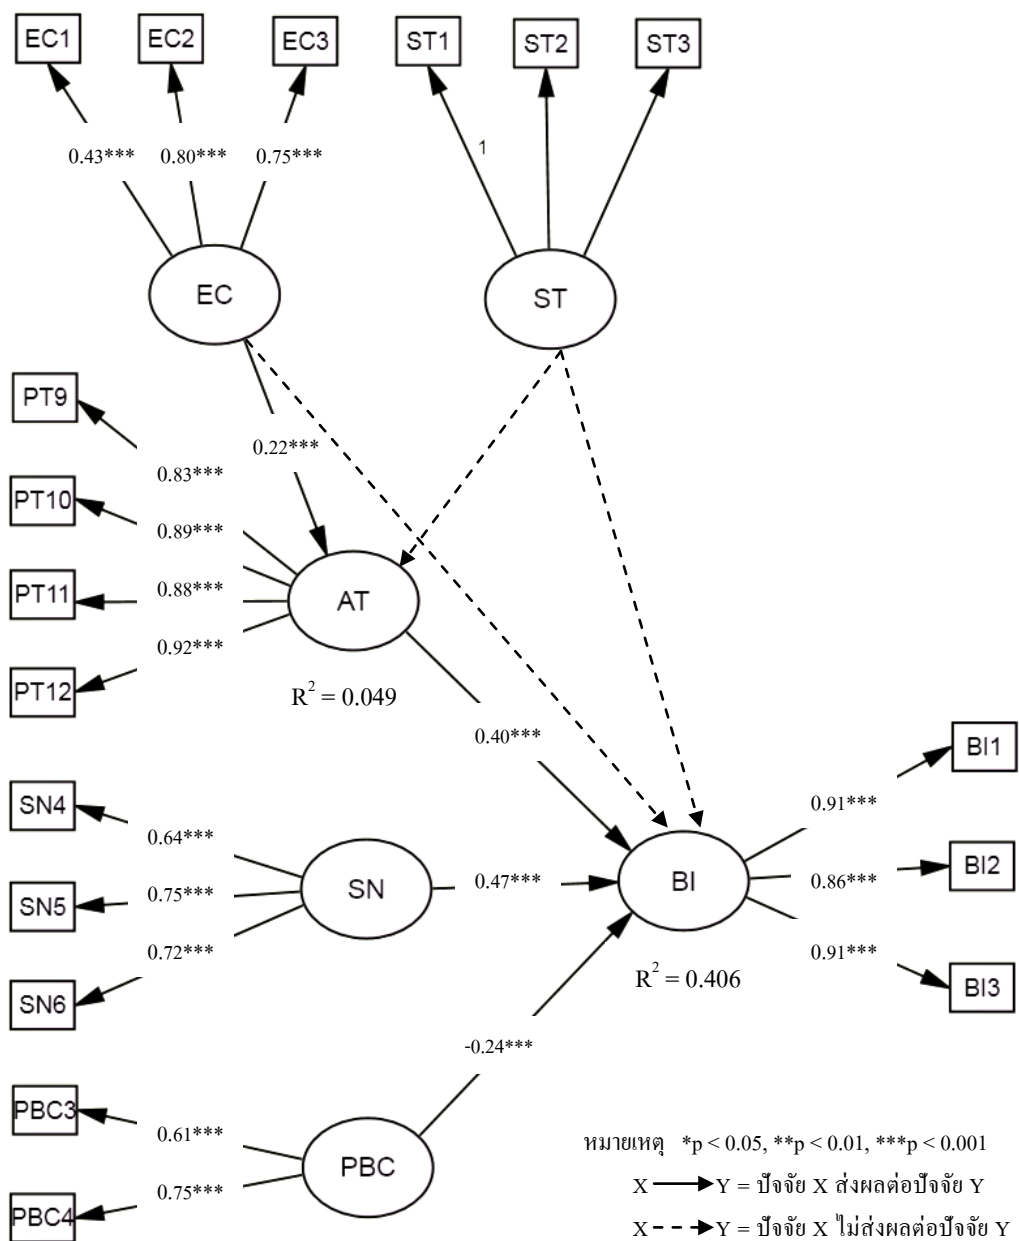 EC1 EC2 EC3 ST1 ST2 ST3
0.43*** 0.80*** 0.75*** 1
EC ST
PT9
0.22***
0.83***
PT10
0.89***
PT11
0.88***
AT
0.92***
PT12
R² = 0.049
0.40***
BI1
SN4
0.91***
0.64***
SN5
0.75***
SN
0.47***
BI
0.86***
BI2
0.72***
0.91***
R² = 0.406
SN6
BI3
-0.24***
PBC3
0.61***
PBC
0.75***
PBC4
หมายเหตุ *p < 0.05, **p < 0.01, ***p < 0.001
X Y = ปัจจัย X ส่งผลต่อปัจจัย Y
X Y = ปัจจัย X ไม่ส่งผลต่อปัจจัย Y